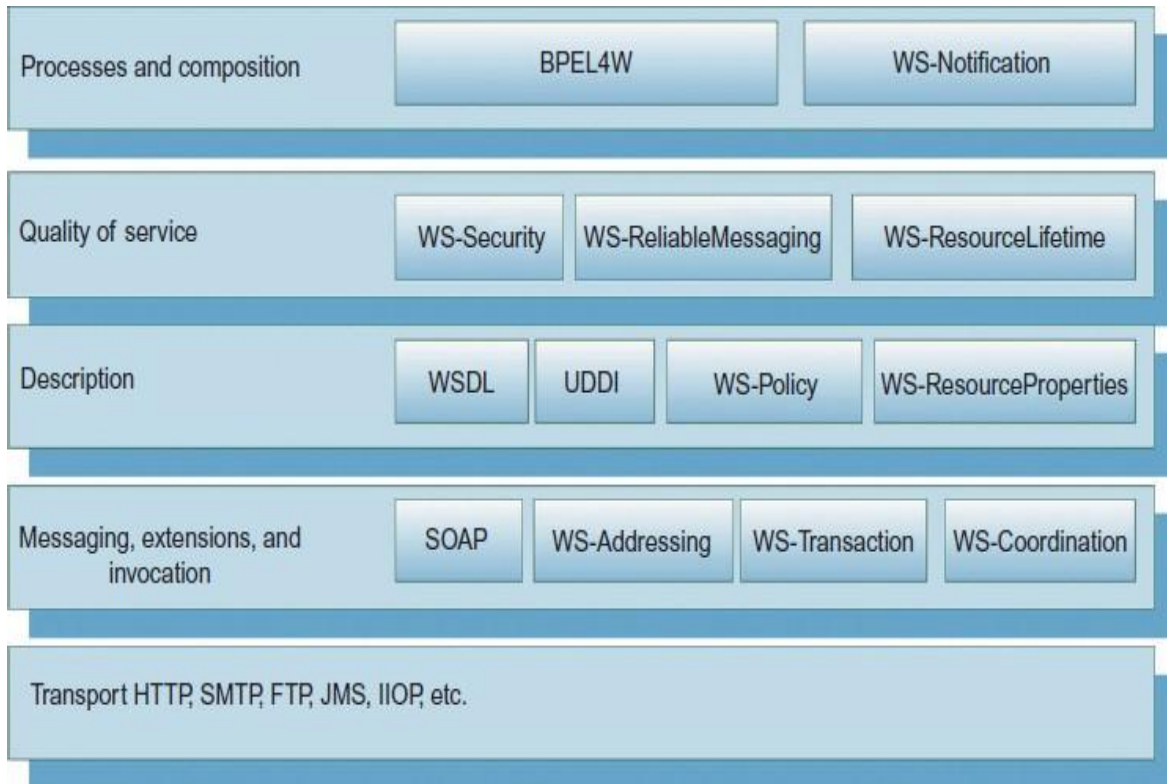 Processes and composition
BPEL4W
WS-Notification
Quality of service
WS-Security
WS-ReliableMessaging
WS-ResourceLifetime
Description
WSDL
UDDI
WS-Policy
WS-ResourceProperties
Messaging, extensions, and
invocation
SOAP
WS-Addressing
WS-Transaction
WS-Coordination
Transport HTTP, SMTP, FTP, JMS, IIOP, etc.